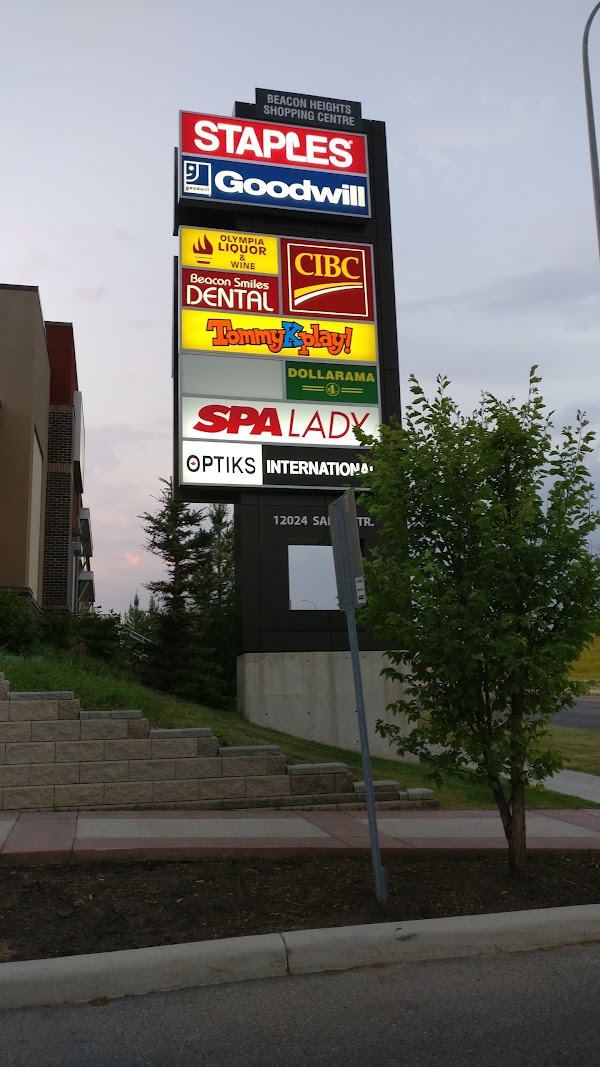 BEACON HEIGHTS
SHOPPING CENTRE
STAPLES
goodwill
Goodwill
OLYMPIA
LIQUOR
&
WINE
CIBC
Beacon Smiles
DENTAL
TommyKplay!
DOLLARAMA
SPA LADY
OPTIKS INTERNATIONAL
12024